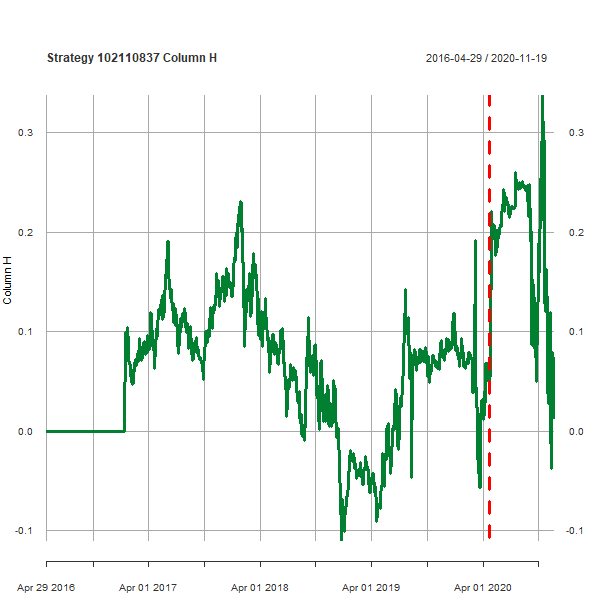 Strategy 102110837 Column H 2016-04-29 / 2020-11-19
0.3 0.3
0.2 0.2
0.1 0.1
0.0 0.0
-0.1 -0.1
Column H
Apr 29 2016 Apr 01 2017 Apr 01 2018 Apr 01 2019 Apr 01 2020